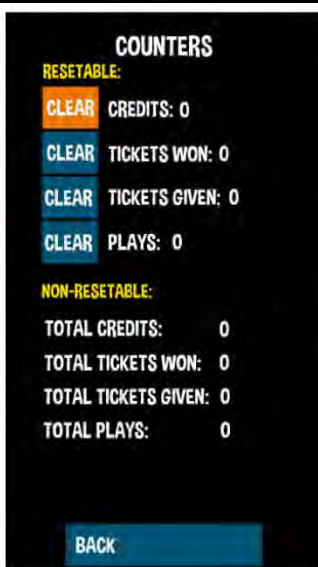 COUNTERS
RESETABLE:
CLEAR CREDITS: 0
CLEAR TICKETS WON: 0
CLEAR TICKETS GIVEN: 0
CLEAR PLAYS: 0
NON-RESETABLE:
TOTAL CREDITS: 0
TOTAL TICKETS WON: 0
TOTAL TICKETS GIVEN: 0
TOTAL PLAYS: 0
BACK